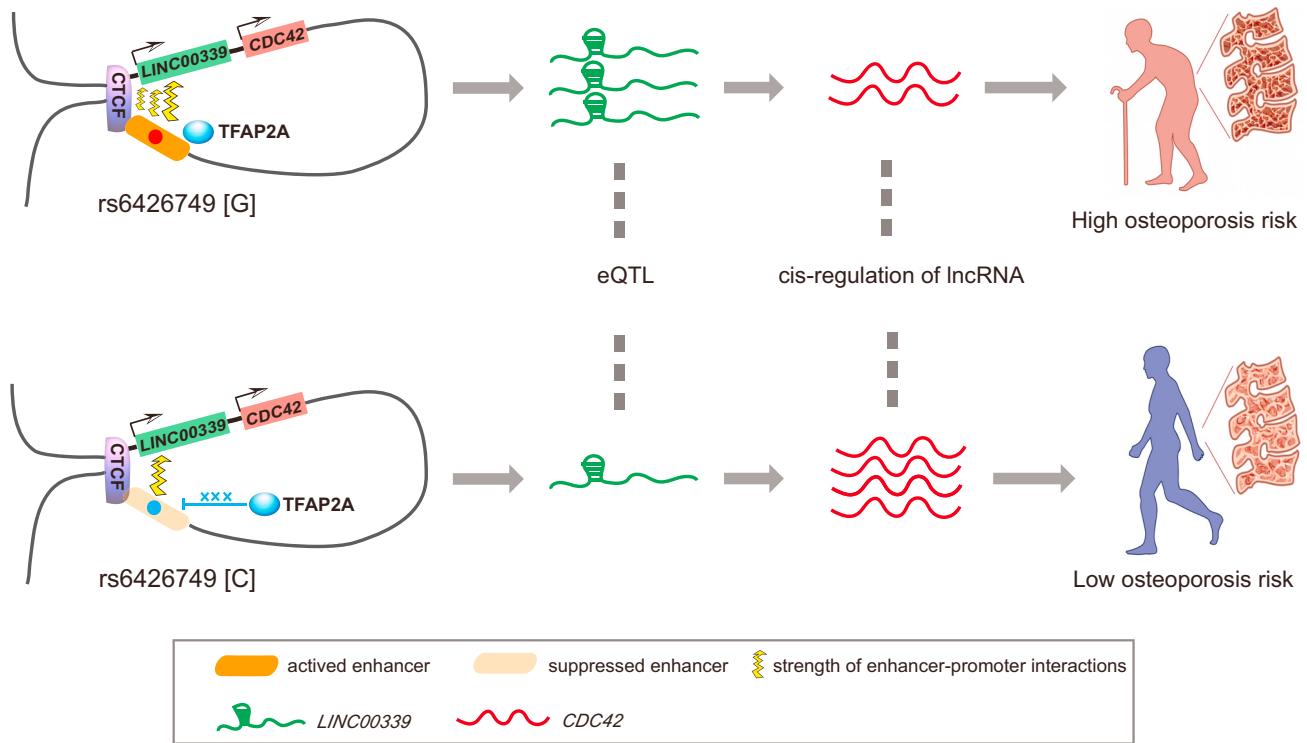 LINC00339
CDC42
CTCF
TFAP2A
rs6426749 [G]
High osteoporosis risk
eQTL
cis-regulation of lncRNA
LINC00339
CDC42
CTCF
xxx
TFAP2A
rs6426749 [C]
Low osteoporosis risk
actived enhancer
suppressed enhancer
strength of enhancer-promoter interactions
LINC00339
CDC42